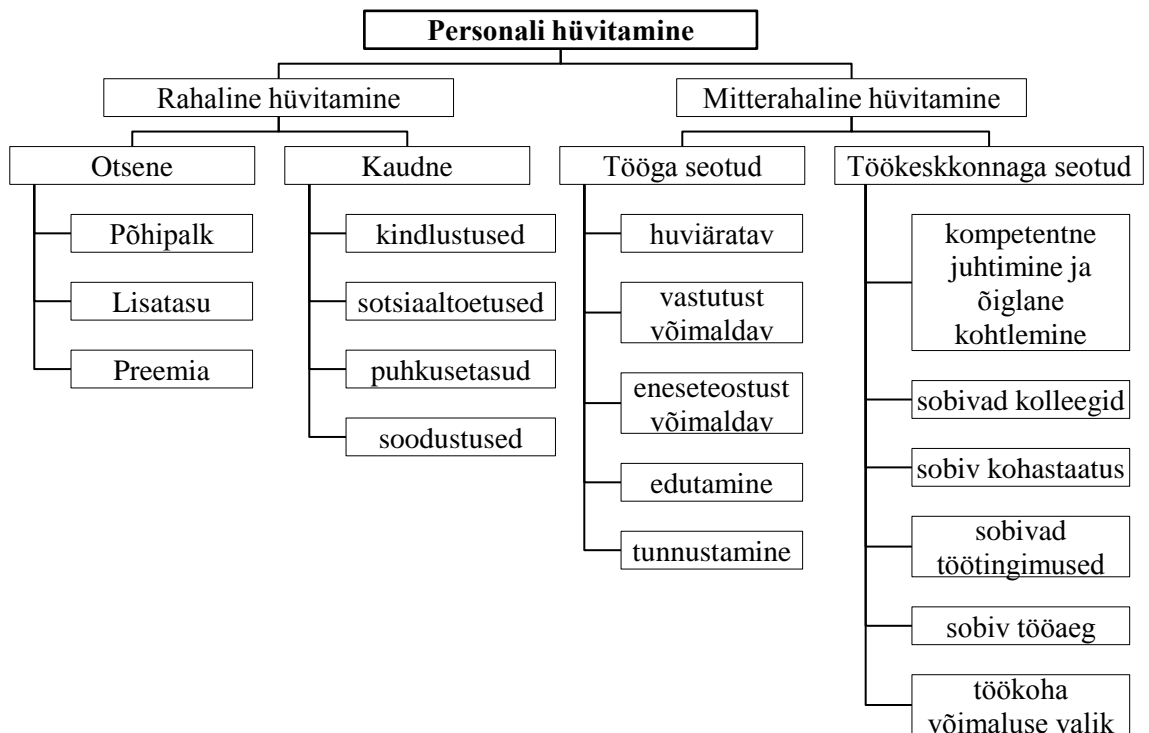 Personali hüvitamine
Rahaline hüvitamine
Mitterahaline hüvitamine
Otsene
Kaudne
Tööga seotud
Töökeskkonnaga seotud
Põhipalk
Lisatasu
Preemia
kindlustused
sotsiaaltoetused
puhkusetasud
soodustused
huviäratav
vastutust
võimaldav
eneseteostust
võimaldav
edutamine
tunnustamine
kompetentne
juhtimine ja
õiglane
kohtlemine
sobivad kolleegid
sobiv kohastaatus
sobivad
töötingimused
sobiv tööaeg
töökoha
võimaluse valik